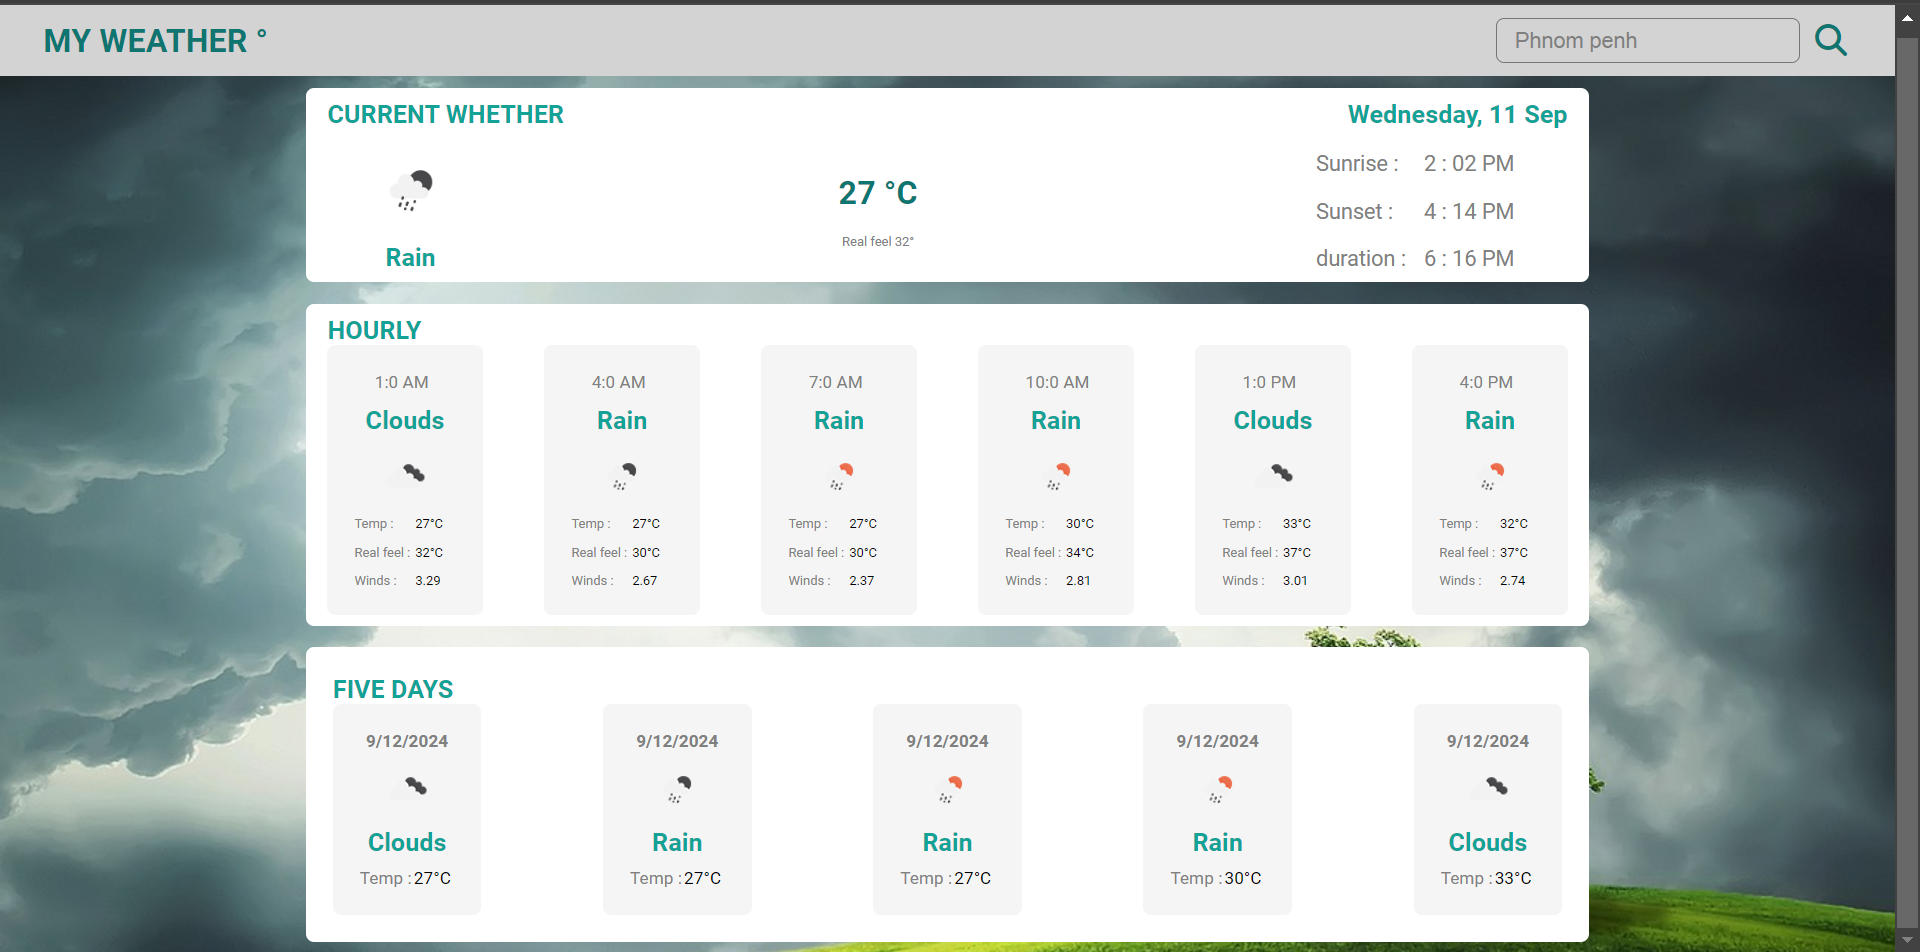 MY WEATHER °
Phnom penh
CURRENT WHETHER
Wednesday, 11 Sep
Rain
27 °C
Real feel 32°
Sunrise : 2 : 02 PM
Sunset : 4 : 14 PM
duration : 6 : 16 PM
HOURLY
1:0 AM
Clouds
Temp : 27°C
Real feel : 32°C
Winds : 3.29
4:0 AM
Rain
Temp : 27°C
Real feel : 30°C
Winds : 2.67
7:0 AM
Rain
Temp : 27°C
Real feel : 30°C
Winds : 2.37
10:0 AM
Rain
Temp : 30°C
Real feel : 34°C
Winds : 2.81
1:0 PM
Clouds
Temp : 33°C
Real feel : 37°C
Winds : 3.01
4:0 PM
Rain
Temp : 32°C
Real feel : 37°C
Winds : 2.74
FIVE DAYS
9/12/2024
Clouds
Temp : 27°C
9/12/2024
Rain
Temp : 27°C
9/12/2024
Rain
Temp : 27°C
9/12/2024
Rain
Temp : 30°C
9/12/2024
Clouds
Temp : 33°C